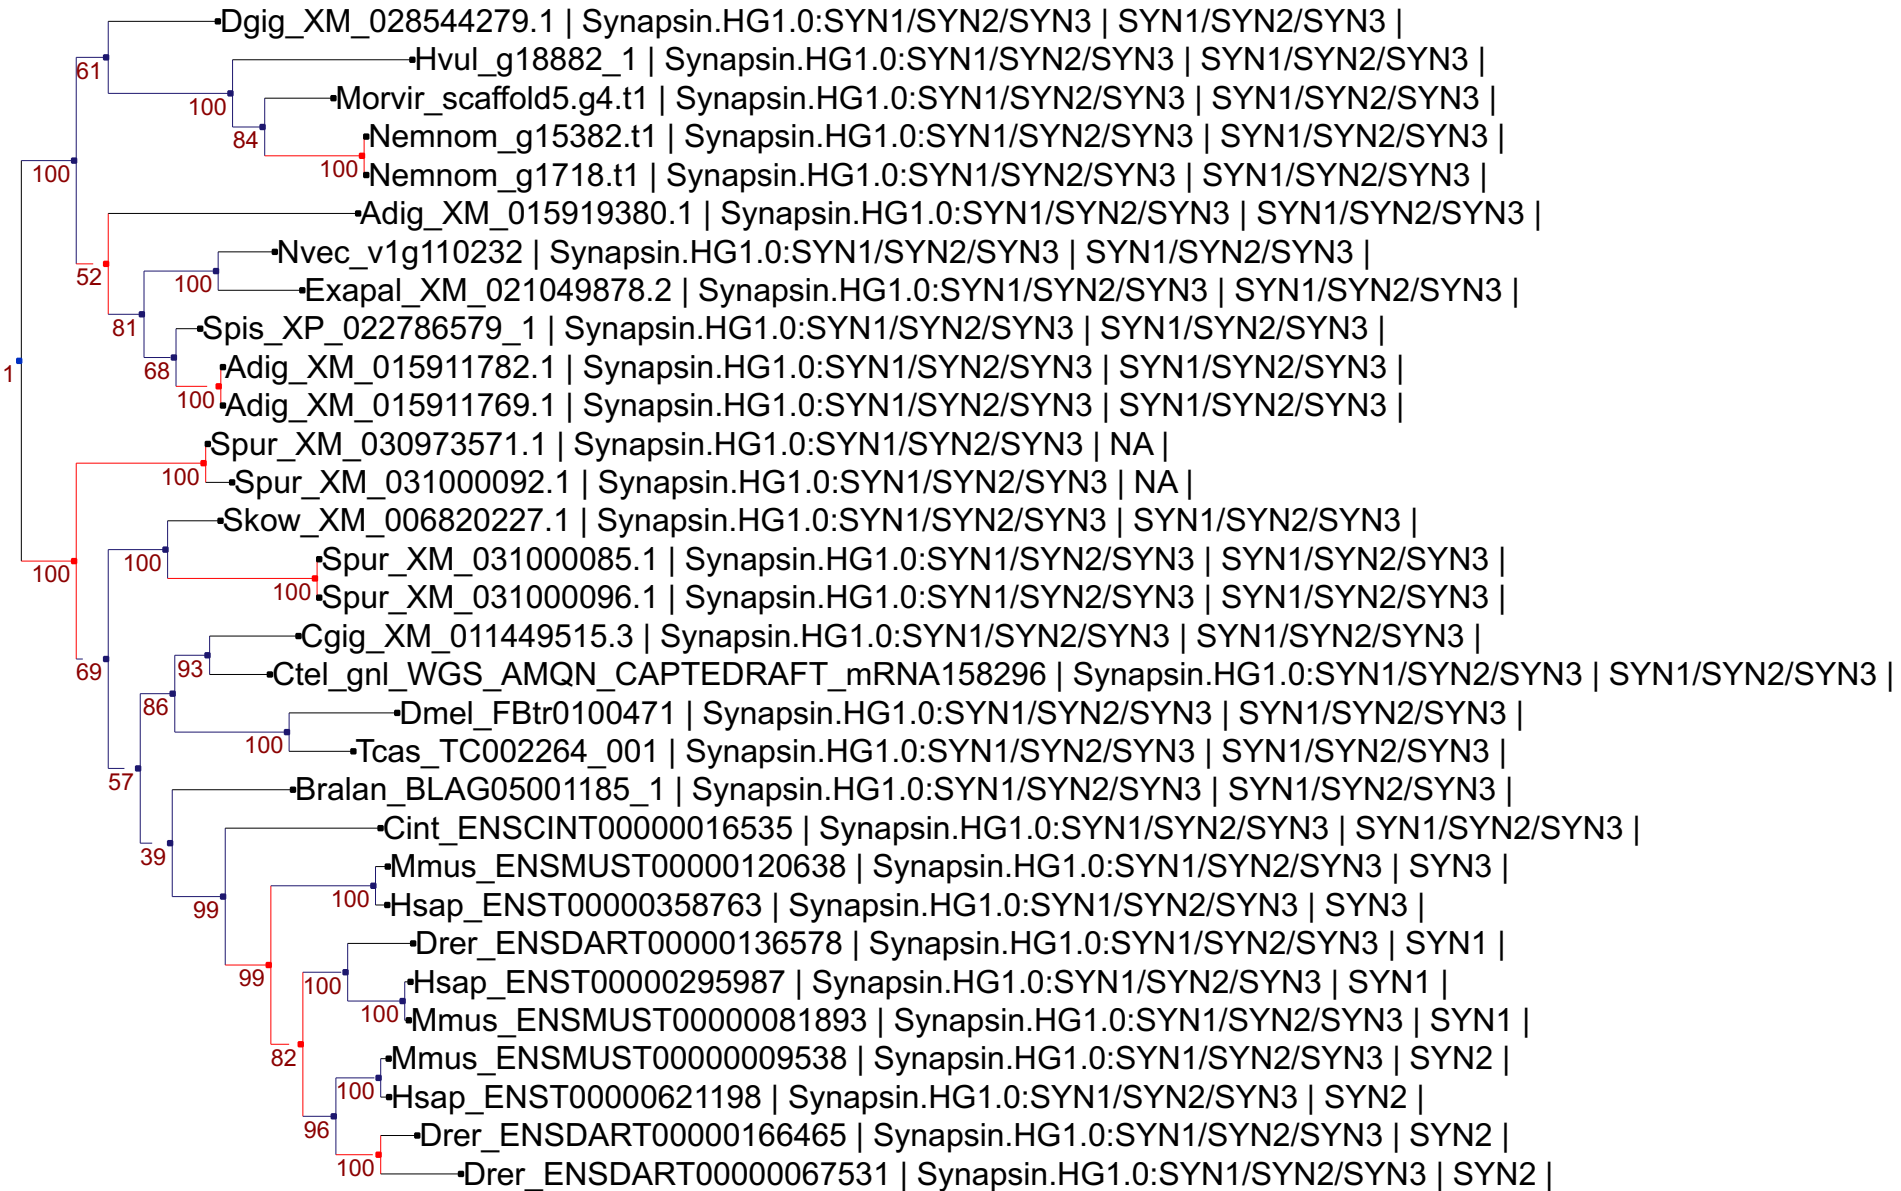 Dgig_XM_028544279.1 | Synapsin.HG1.0:SYN1/SYN2/SYN3 | SYN1/SYN2/SYN3 |
61
Hvul_g18882_1 | Synapsin.HG1.0:SYN1/SYN2/SYN3 | SYN1/SYN2/SYN3 |
100
Morvir_scaffold5.g4.t1 | Synapsin.HG1.0:SYN1/SYN2/SYN3 | SYN1/SYN2/SYN3 |
84
Nemnom_g15382.t1 | Synapsin.HG1.0:SYN1/SYN2/SYN3 | SYN1/SYN2/SYN3 |
100
100
Nemnom_g1718.t1 | Synapsin.HG1.0:SYN1/SYN2/SYN3 | SYN1/SYN2/SYN3 |
Adig_XM_015919380.1 | Synapsin.HG1.0:SYN1/SYN2/SYN3 | SYN1/SYN2/SYN3 |
Nvec_v1g110232 | Synapsin.HG1.0:SYN1/SYN2/SYN3 | SYN1/SYN2/SYN3 |
52
100
Exapal_XM_021049878.2 | Synapsin.HG1.0:SYN1/SYN2/SYN3 | SYN1/SYN2/SYN3 |
81
Spis_XP_022786579_1 | Synapsin.HG1.0:SYN1/SYN2/SYN3 | SYN1/SYN2/SYN3 |
1
68
Adig_XM_015911782.1 | Synapsin.HG1.0:SYN1/SYN2/SYN3 | SYN1/SYN2/SYN3 |
100
Adig_XM_015911769.1 | Synapsin.HG1.0:SYN1/SYN2/SYN3 | SYN1/SYN2/SYN3 |
Spur_XM_030973571.1 | Synapsin.HG1.0:SYN1/SYN2/SYN3 | NA |
100
Spur_XM_031000092.1 | Synapsin.HG1.0:SYN1/SYN2/SYN3 | NA |
Skow_XM_006820227.1 | Synapsin.HG1.0:SYN1/SYN2/SYN3 | SYN1/SYN2/SYN3 |
100
100
Spur_XM_031000085.1 | Synapsin.HG1.0:SYN1/SYN2/SYN3 | SYN1/SYN2/SYN3 |
100
Spur_XM_031000096.1 | Synapsin.HG1.0:SYN1/SYN2/SYN3 | SYN1/SYN2/SYN3 |
Cgig_XM_011449515.3 | Synapsin.HG1.0:SYN1/SYN2/SYN3 | SYN1/SYN2/SYN3 |
69
93
Ctel_gnl_WGS_AMQN_CAPTEDRAFT_mRNA158296 | Synapsin.HG1.0:SYN1/SYN2/SYN3 | SYN1/SYN2/SYN3 |
86
Dmel_FBtr0100471 | Synapsin.HG1.0:SYN1/SYN2/SYN3 | SYN1/SYN2/SYN3 |
100
Tcas_TC002264_001 | Synapsin.HG1.0:SYN1/SYN2/SYN3 | SYN1/SYN2/SYN3 |
57
Bralan_BLAG05001185_1 | Synapsin.HG1.0:SYN1/SYN2/SYN3 | SYN1/SYN2/SYN3 |
Cint_ENSCINT00000016535 | Synapsin.HG1.0:SYN1/SYN2/SYN3 | SYN1/SYN2/SYN3 |
39
Mmus_ENSMUST00000120638 | Synapsin.HG1.0:SYN1/SYN2/SYN3 | SYN3 |
100
Hsap_ENST00000358763 | Synapsin.HG1.0:SYN1/SYN2/SYN3 | SYN3 |
99
Drer_ENSDART00000136578 | Synapsin.HG1.0:SYN1/SYN2/SYN3 | SYN1 |
99
100
Hsap_ENST00000295987 | Synapsin.HG1.0:SYN1/SYN2/SYN3 | SYN1 |
100
Mmus_ENSMUST00000081893 | Synapsin.HG1.0:SYN1/SYN2/SYN3 | SYN1 |
82
Mmus_ENSMUST00000009538 | Synapsin.HG1.0:SYN1/SYN2/SYN3 | SYN2 |
100
Hsap_ENST00000621198 | Synapsin.HG1.0:SYN1/SYN2/SYN3 | SYN2 |
96
Drer_ENSDART00000166465 | Synapsin.HG1.0:SYN1/SYN2/SYN3 | SYN2 |
100
Drer_ENSDART00000067531 | Synapsin.HG1.0:SYN1/SYN2/SYN3 | SYN2 |